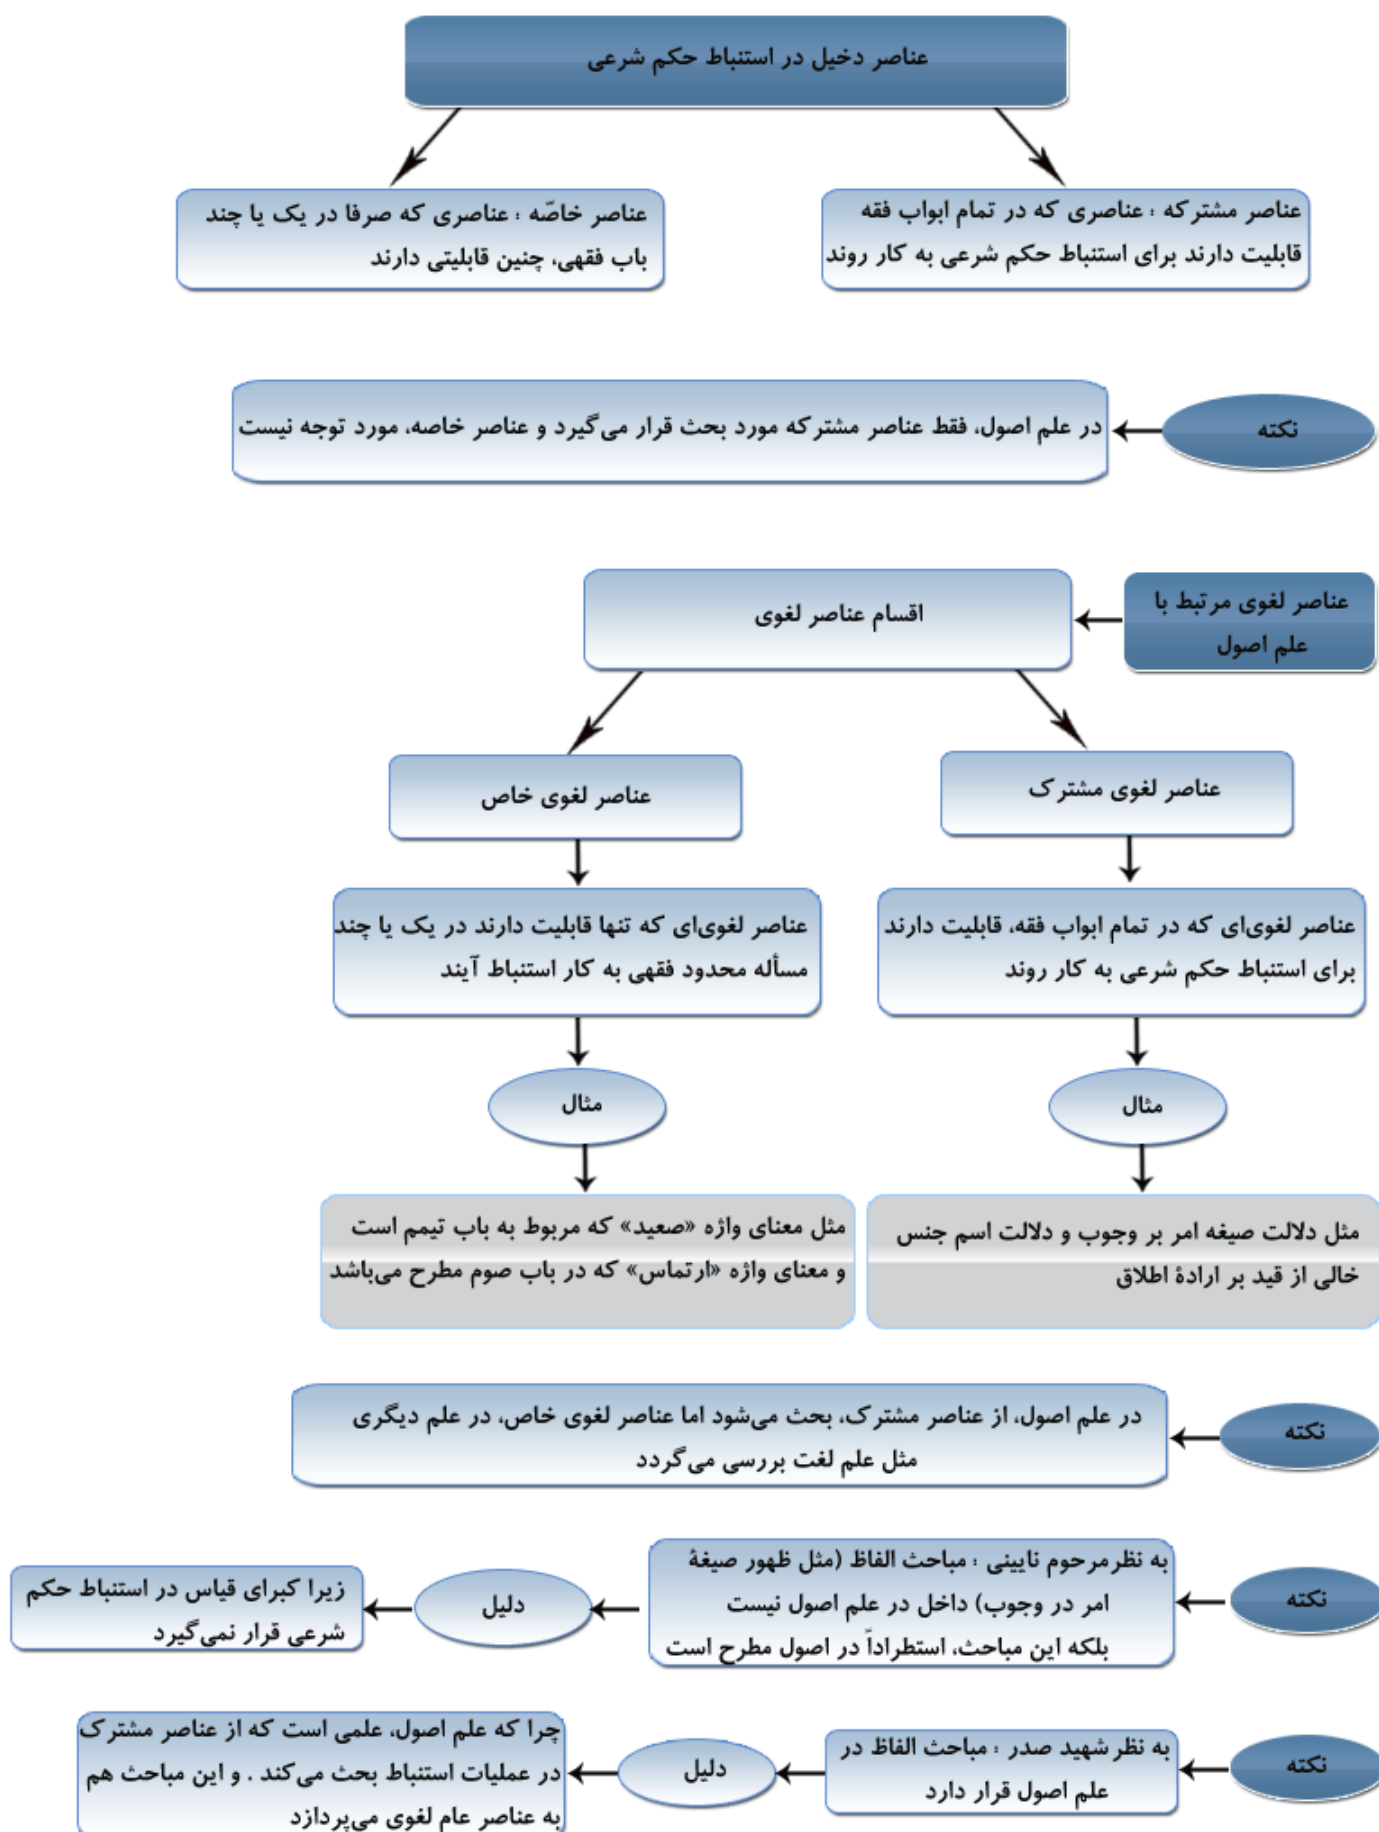 عناصر دخیل در استنباط حکم شرعی
عناصر مشترکه : عناصری که در تمام ابواب فقه
قابلیت دارند برای استنباط حکم شرعی به کار روند
عناصر خاصّه : عناصری که صرفا در یک یا چند
باب فقهی، چنین قابلیتی دارند
نکته
در علم اصول، فقط عناصر مشترکه مورد بحث قرار می‌گیرد و عناصر خاصه، مورد توجه نیست
عناصر لغوی مرتبط با
علم اصول
اقسام عناصر لغوی
عناصر لغوی مشترک
عناصر لغوی خاص
عناصر لغوی‌ای که در تمام ابواب فقه، قابلیت دارند
برای استنباط حکم شرعی به کار روند
عناصر لغوی‌ای که تنها قابلیت دارند در یک یا چند
مسأله محدود فقهی به کار استنباط آیند
مثال
مثال
مثل دلالت صیغه امر بر وجوب و دلالت اسم جنس
خالی از قید بر ارادهٔ اطلاق
مثل معنای واژه «صعید» که مربوط به باب تیمم است
و معنای واژه «ارتماس» که در باب صوم مطرح می‌باشد
نکته
در علم اصول، از عناصر مشترک، بحث می‌شود اما عناصر لغوی خاص، در علم دیگری
مثل علم لغت بررسی می‌گردد
نکته
به نظرمرحوم نایینی : مباحث الفاظ (مثل ظهور صیغهٔ
امر در وجوب) داخل در علم اصول نیست
بلکه این مباحث، استطراداً در اصول مطرح است
دلیل
زیرا کبرای قیاس در استنباط حکم
شرعی قرار نمی‌گیرد
نکته
به نظر شهید صدر : مباحث الفاظ در
علم اصول قرار دارد
دلیل
چرا که علم اصول، علمی است که از عناصر مشترک
در عملیات استنباط بحث می‌کند . و این مباحث هم
به عناصر عام لغوی می‌پردازد